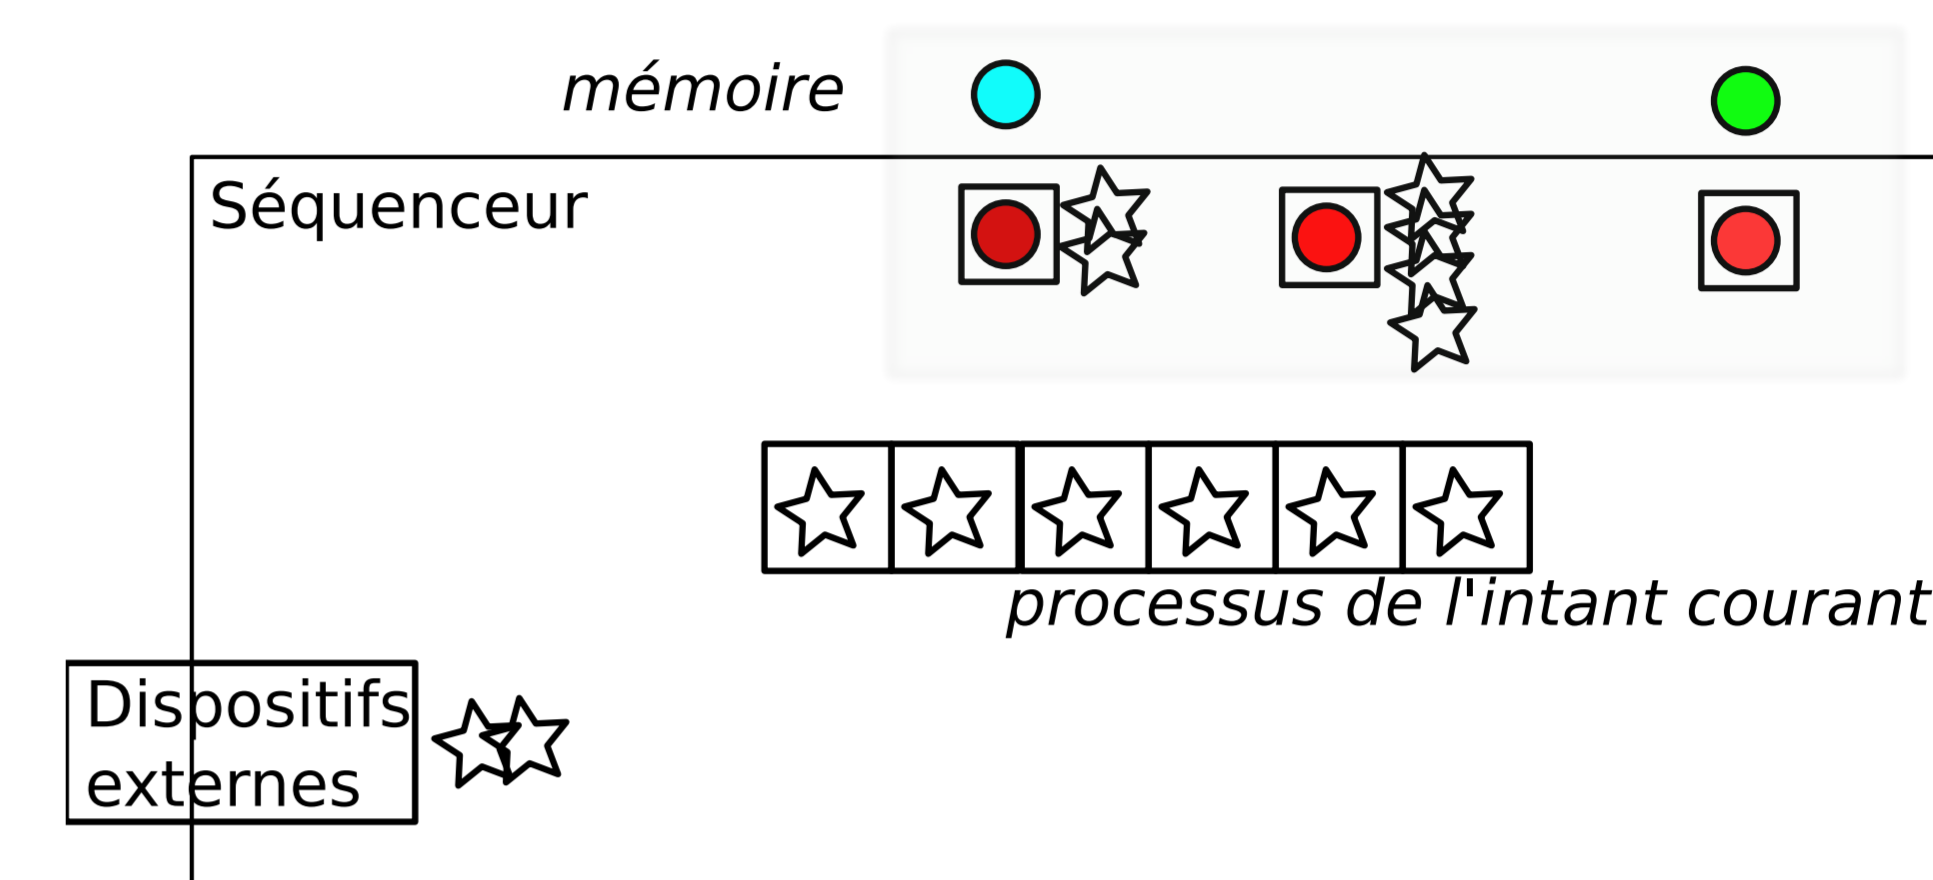 mémoire
Séquenceur
processus de l'intant courant
Dispositifs
externes